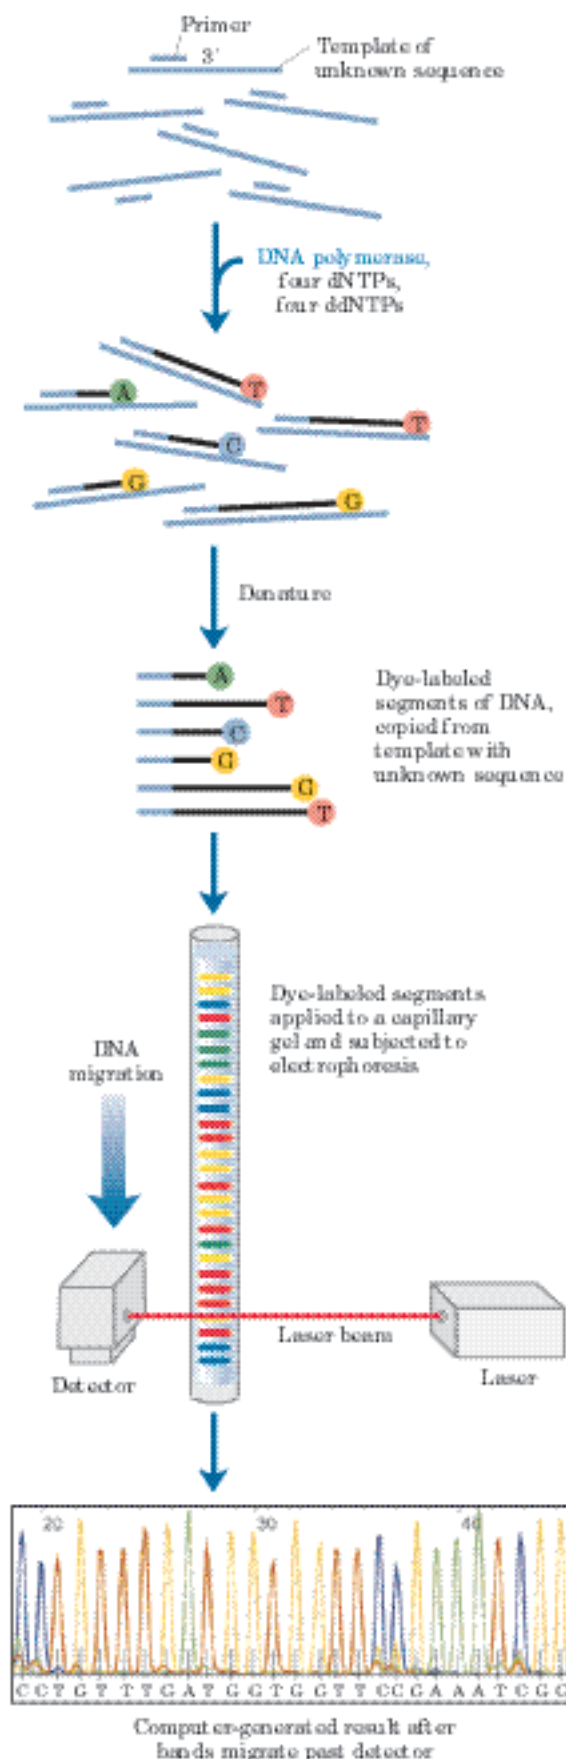 Primer
3′
Template of
unknown sequence
DNA polymerase,
four dNTPs,
four ddNTPs
A
T
T
C
G
G
Denature
A
T
C
G
G
T
Dye-labeled
segments of DNA,
copied from
template with
unknown sequence
Dye-labeled segments
applied to a capillary
gel and subjected to
electrophoresis
DNA
migration
Laser beam
Detector
Laser
20 30 40
C C T G T T T G A T G G T G G T T C C G A A A T C G C
Computer-generated result after
bands migrate past detector